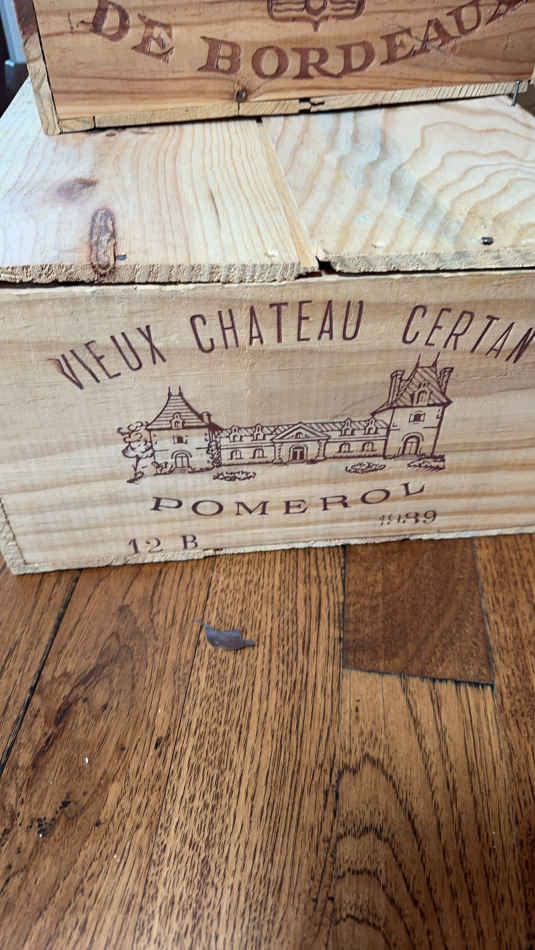 DE BORDEAUX
VIEUX CHATEAU CERTAN
POMEROL
1989
12 B